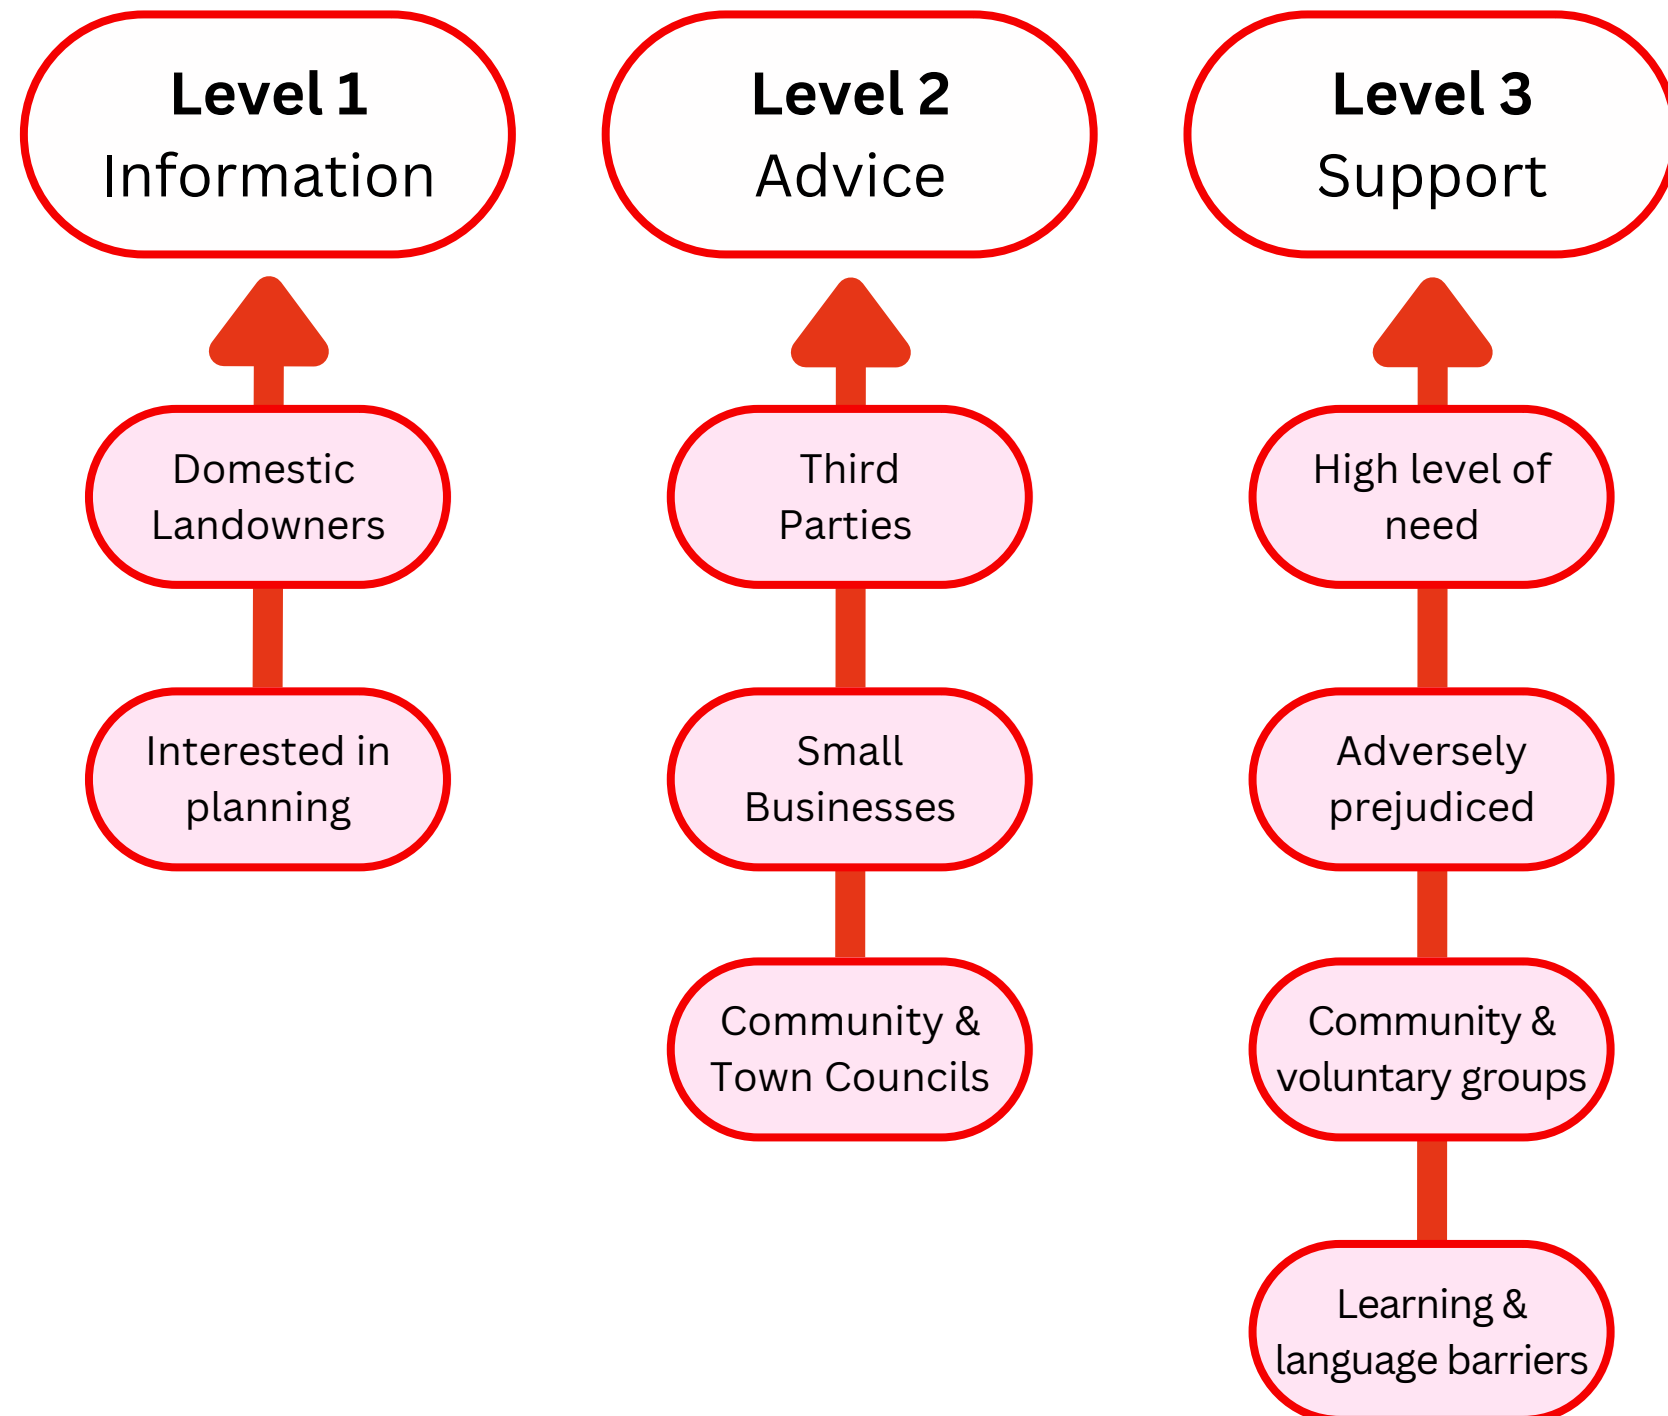 Level 1
Information
Domestic
Landowners
Interested in
planning
Level 2
Advice
Third
Parties
Small
Businesses
Community &
Town Councils
Level 3
Support
High level of
need
Adversely
prejudiced
Community &
voluntary groups
Learning &
language barriers